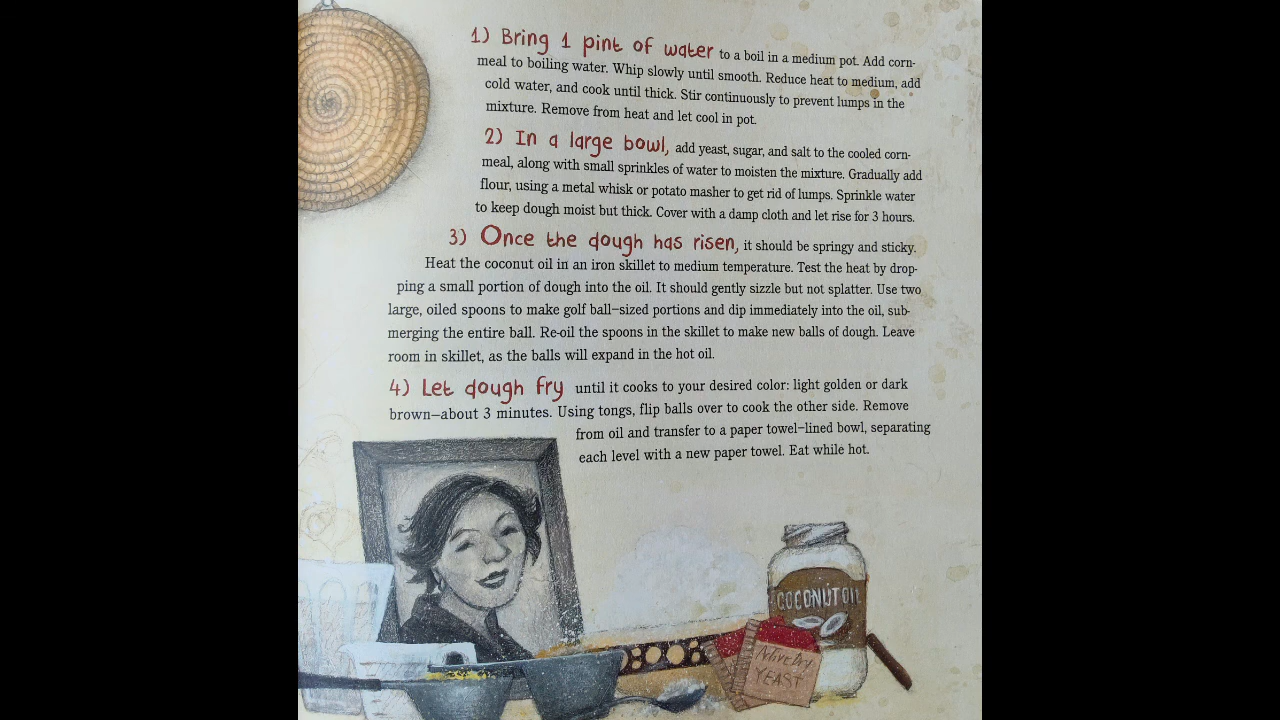 1) Bring 1 pint of water to a boil in a medium pot. Add corn-
meal to boiling water. Whip slowly until smooth. Reduce heat to medium, add
cold water, and cook until thick. Stir continuously to prevent lumps in the
mixture. Remove from heat and let cool in pot.
2) In a large bowl, add yeast, sugar, and salt to the cooled corn-
meal, along with small sprinkles of water to moisten the mixture. Gradually add
flour, using a metal whisk or potato masher to get rid of lumps. Sprinkle water
to keep dough moist but thick. Cover with a damp cloth and let rise for 3 hours.
3) Once the dough has risen, it should be springy and sticky.
Heat the coconut oil in an iron skillet to medium temperature. Test the heat by drop-
ping a small portion of dough into the oil. It should gently sizzle but not splatter. Use two
large, oiled spoons to make golf ball–sized portions and dip immediately into the oil, sub-
merging the entire ball. Re-oil the spoons in the skillet to make new balls of dough. Leave
room in skillet, as the balls will expand in the hot oil.
4) Let dough fry until it cooks to your desired color: light golden or dark
brown—about 3 minutes. Using tongs, flip balls over to cook the other side. Remove
from oil and transfer to a paper towel–lined bowl, separating
each level with a new paper towel. Eat while hot.
COCONUT OIL
Active Dry
YEAST